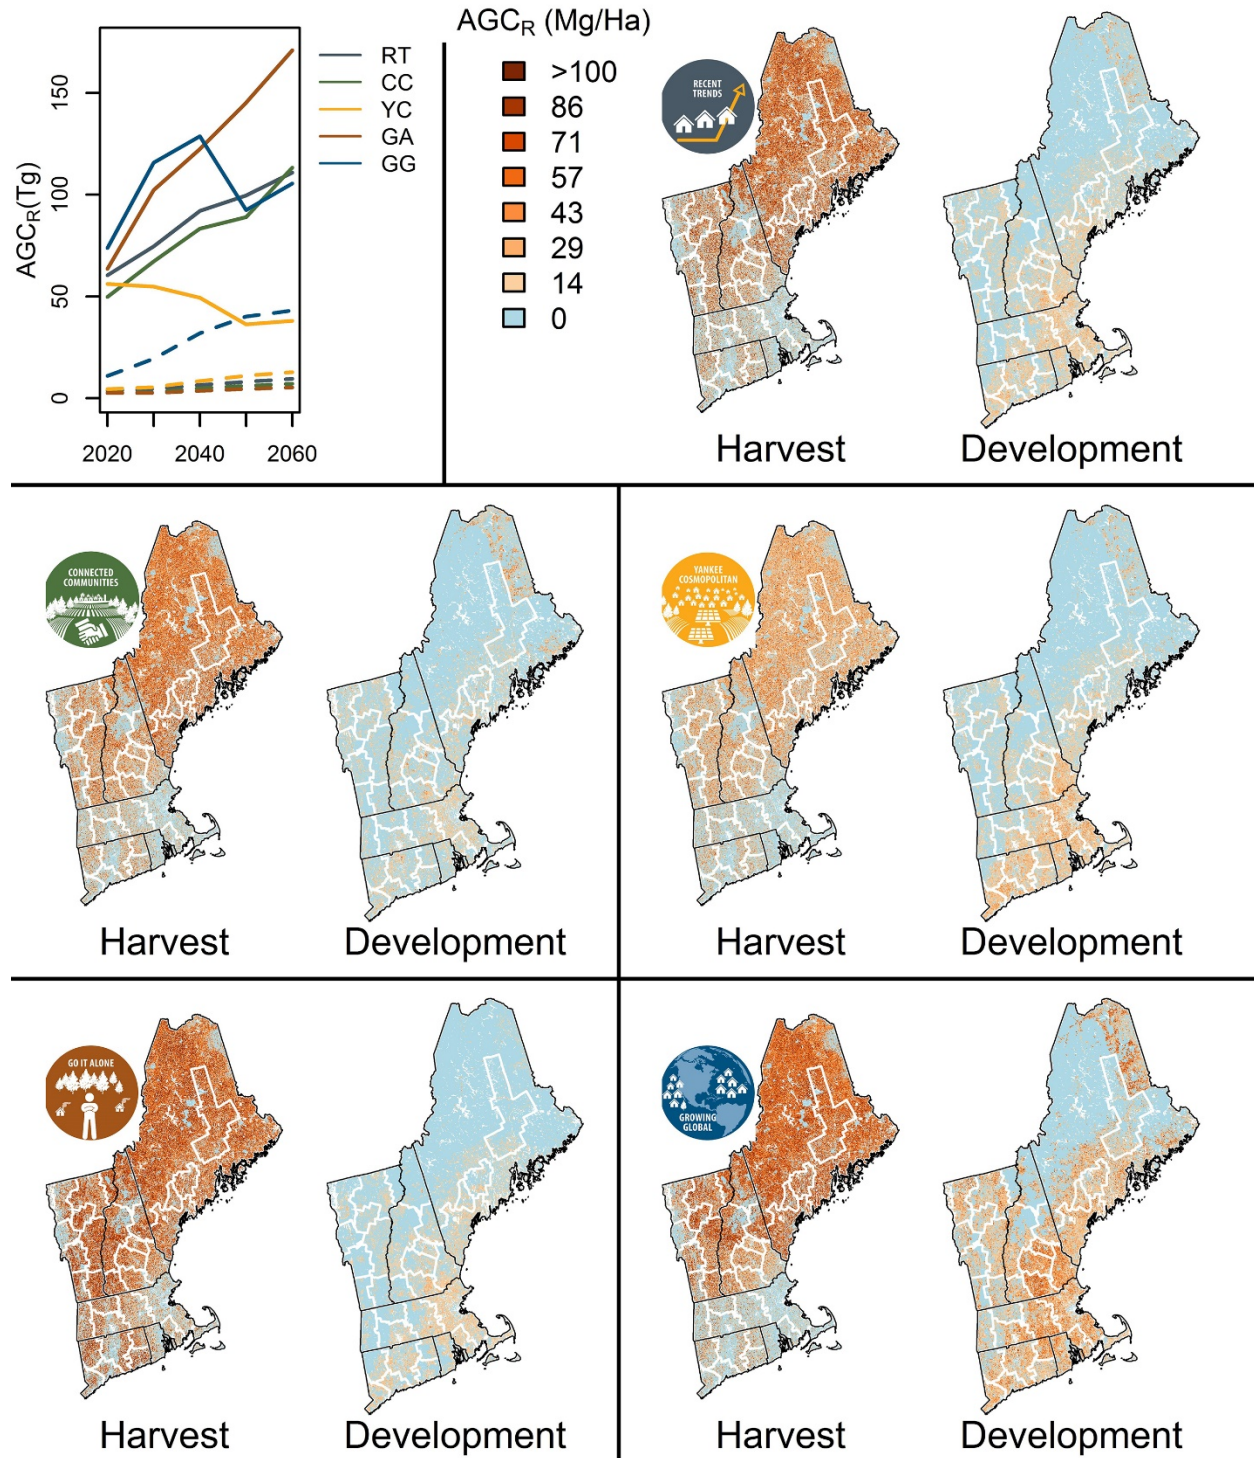 AGCR(Tg)
150
100
50
0
2020
2040
2060
RT
CC
YC
GA
GG
AGCR (Mg/Ha)
>100
86
71
57
43
29
14
0
RECENT
TRENDS
Harvest
Development
CONNECTED
COMMUNITIES
Harvest
Development
YANKEE
COSMOPOLITAN
Harvest
Development
GO IT ALONE
Harvest
Development
GROWING
GLOBAL
Harvest
Development